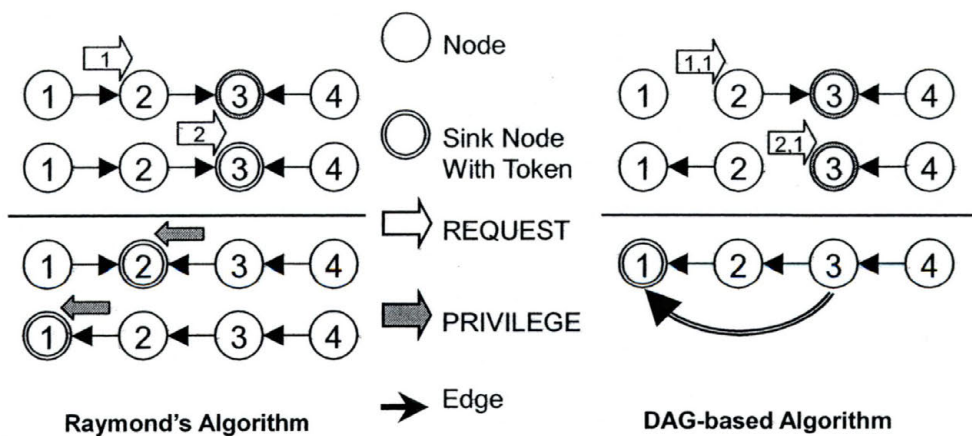 1
1 2 3 4
2
1 2 3 4
1 2 3 4
1 2 3 4
Raymond's Algorithm
Node
Sink Node
With Token
REQUEST
PRIVILEGE
Edge
1,1
1 2 3 4
2,1
1 2 3 4
1 2 3 4
DAG-based Algorithm